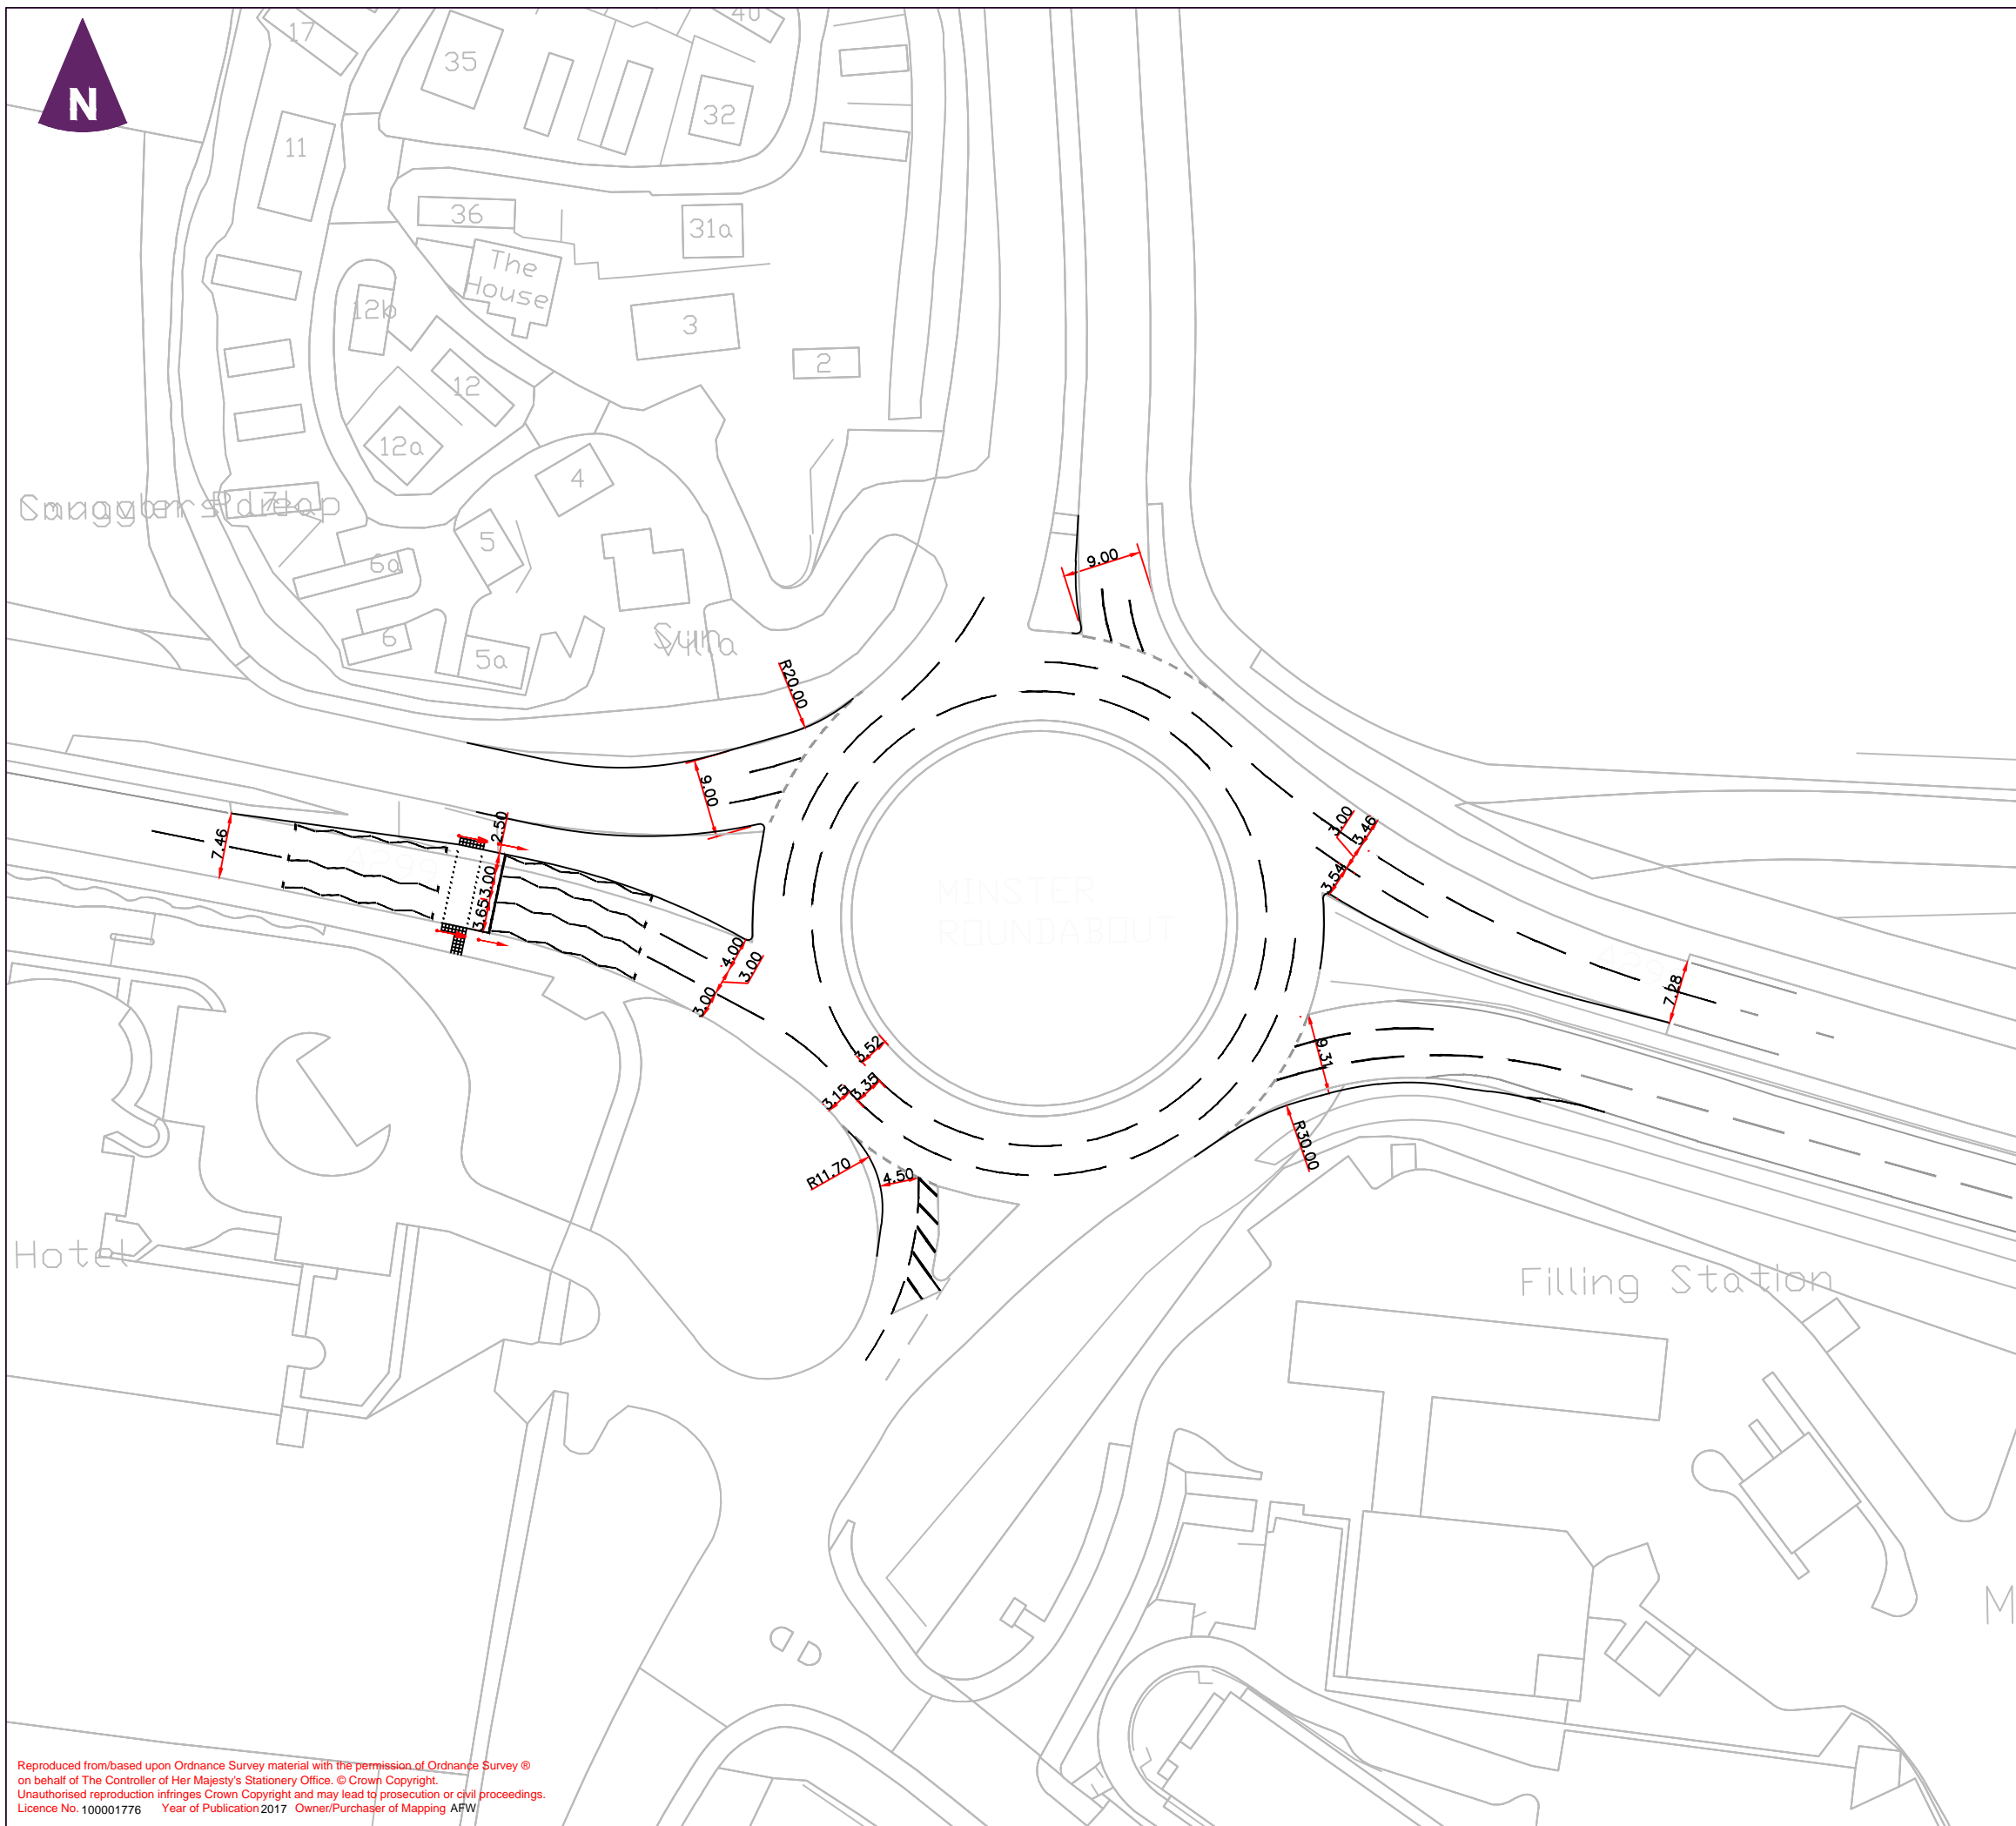 N
17
40
35
32
11
36
31a
The
House
12b
3
2
12
12a
4
5
6a
6
5a
Villa
9.00
R20.00
9.00
7.46
2.50
3.00
3.65
4.00
3.00
3.00
3.52
3.35
3.15
R11.70
4.50
MINSTER
ROUNDABOUT
3.00
3.46
3.54
7.28
9.31
R30.00
Hotel
Filling Station
M
Reproduced from/based upon Ordnance Survey material with the permission of Ordnance Survey ®
on behalf of The Controller of Her Majesty's Stationery Office. © Crown Copyright.
Unauthorised reproduction infringes Crown Copyright and may lead to prosecution or civil proceedings.
Licence No. 100001776 Year of Publication 2017 Owner/Purchaser of Mapping AFW